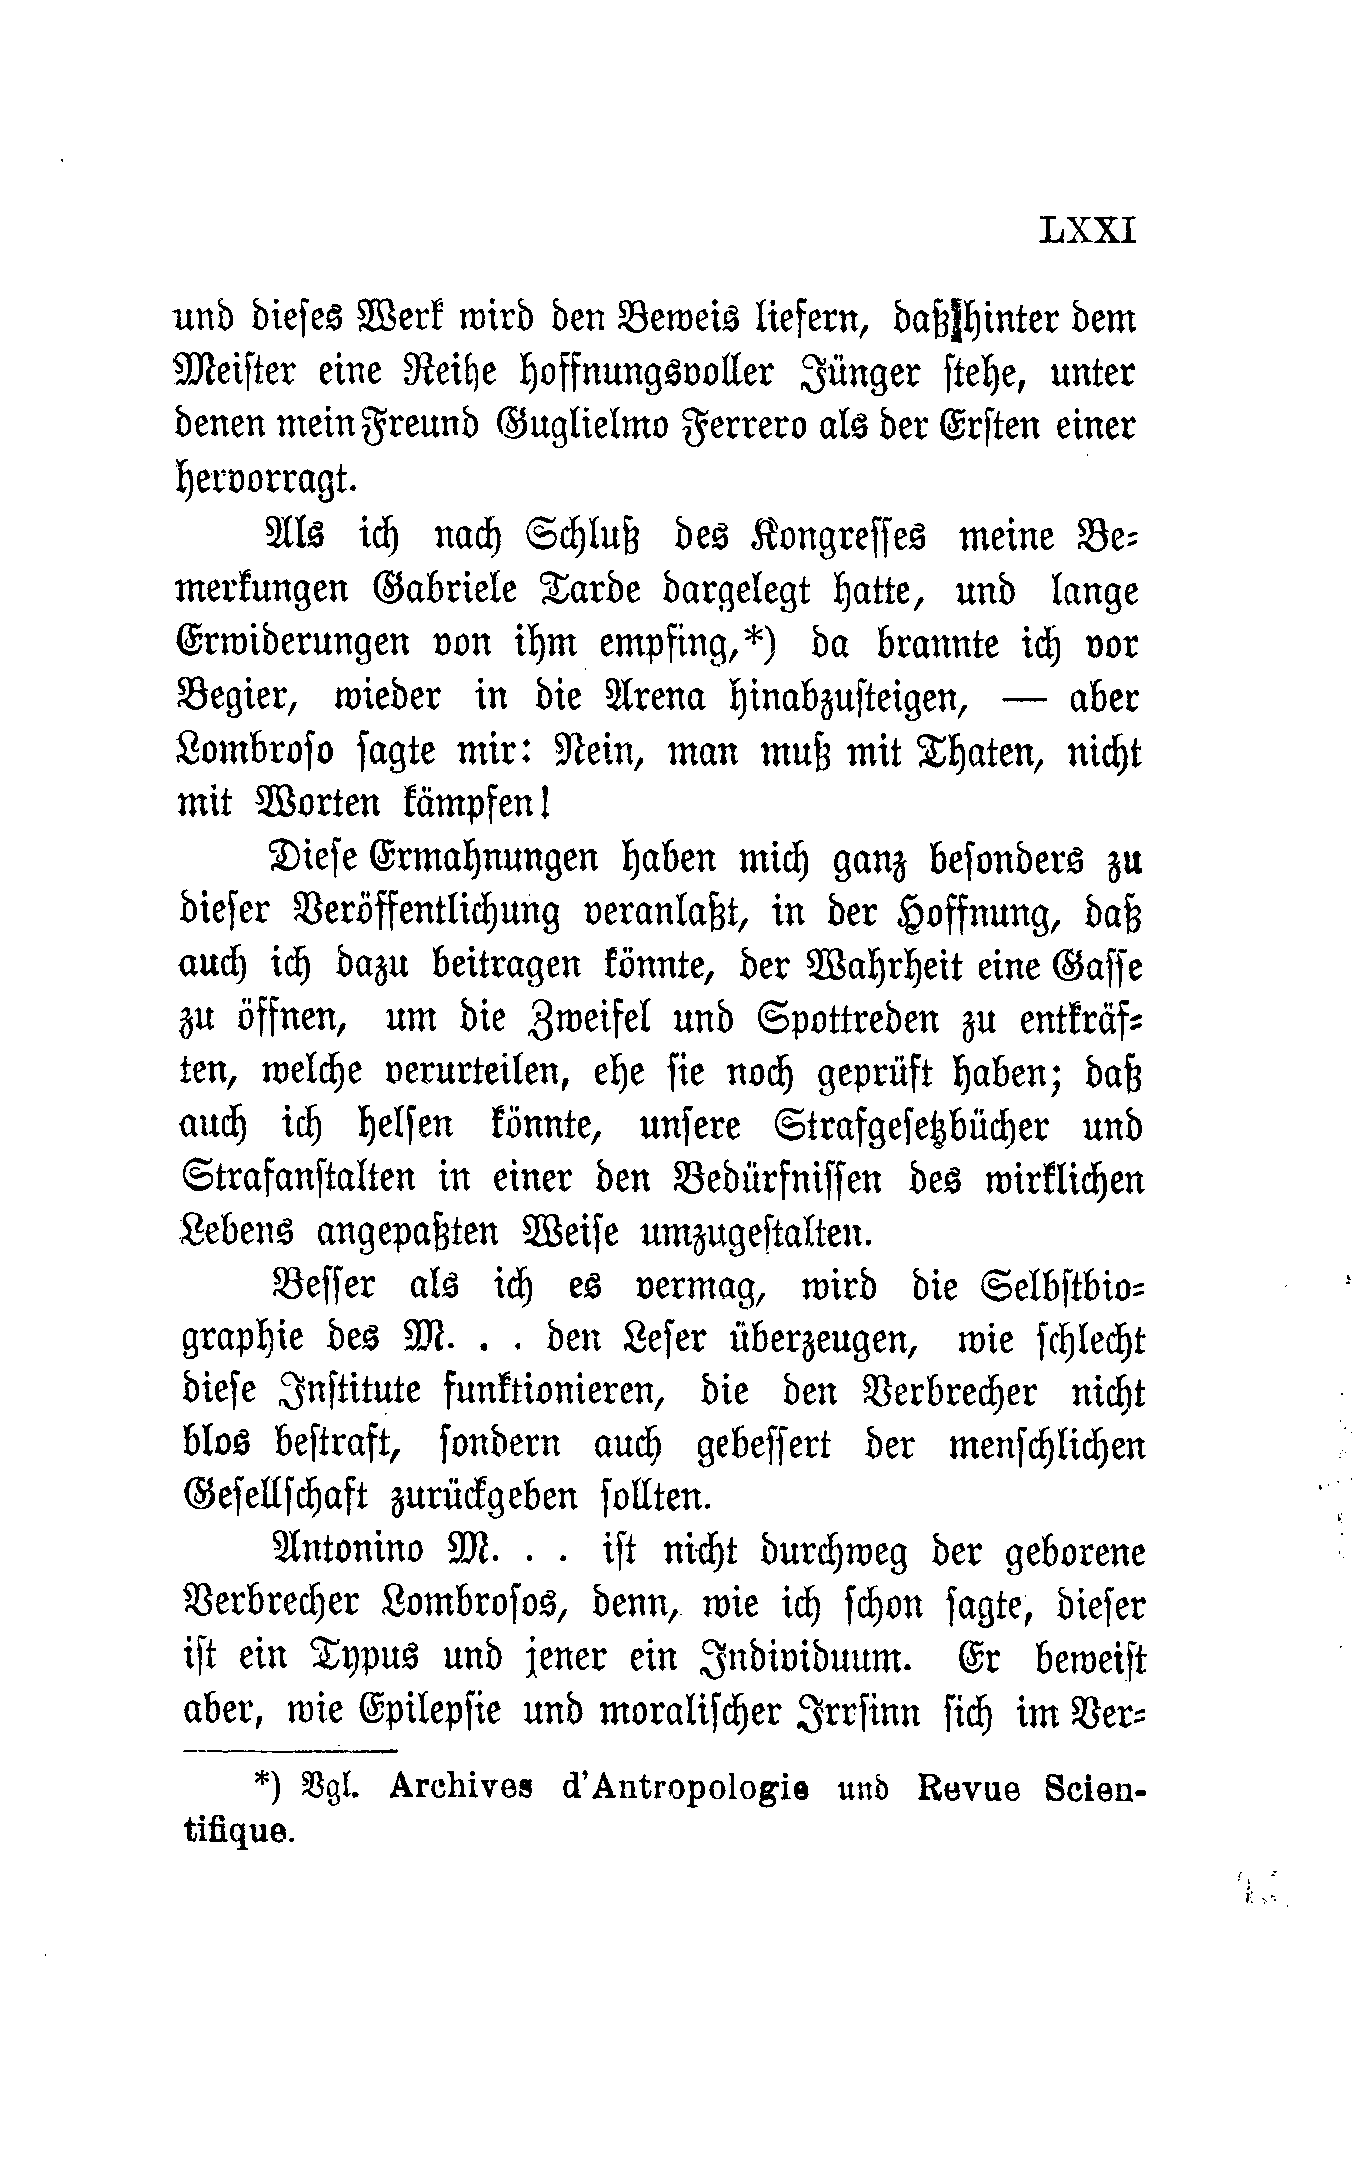 LXXI
und dieses Werk wird den Beweis liefern, daß hinter dem
Meister eine Reihe hoffnungsvoller Jünger stehe, unter
denen mein Freund Guglielmo Ferrero als der Ersten einer
hervorragt.
Als ich nach Schluß des Kongresses meine Be-
merkungen Gabriele Tarde dargelegt hatte, und lange
Erwiderungen von ihm empfing,*) da brannte ich vor
Begier, wieder in die Arena hinabzusteigen, — aber
Lombroso sagte mir: Nein, man muß mit Thaten, nicht
mit Worten kämpfen!
Diese Ermahnungen haben mich ganz besonders zu
dieser Veröffentlichung veranlaßt, in der Hoffnung, daß
auch ich dazu beitragen könnte, der Wahrheit eine Gasse
zu öffnen, um die Zweifel und Spottreden zu entkräf-
ten, welche verurteilen, ehe sie noch geprüft haben; daß
auch ich helfen könnte, unsere Strafgesetzbücher und
Strafanstalten in einer den Bedürfnissen des wirklichen
Lebens angepaßten Weise umzugestalten.
Besser als ich es vermag, wird die Selbstbio-
graphie des M. . . den Leser überzeugen, wie schlecht
diese Institute funktionieren, die den Verbrecher nicht
blos bestraft, sondern auch gebessert der menschlichen
Gesellschaft zurückgeben sollten.
Antonino M. . . ist nicht durchweg der geborene
Verbrecher Lombrosos, denn, wie ich schon sagte, dieser
ist ein Typus und jener ein Individuum. Er beweist
aber, wie Epilepsie und moralischer Irrsinn sich im Ver-
*) Vgl. Archives d'Antropologie und Revue Scien-
tifique.